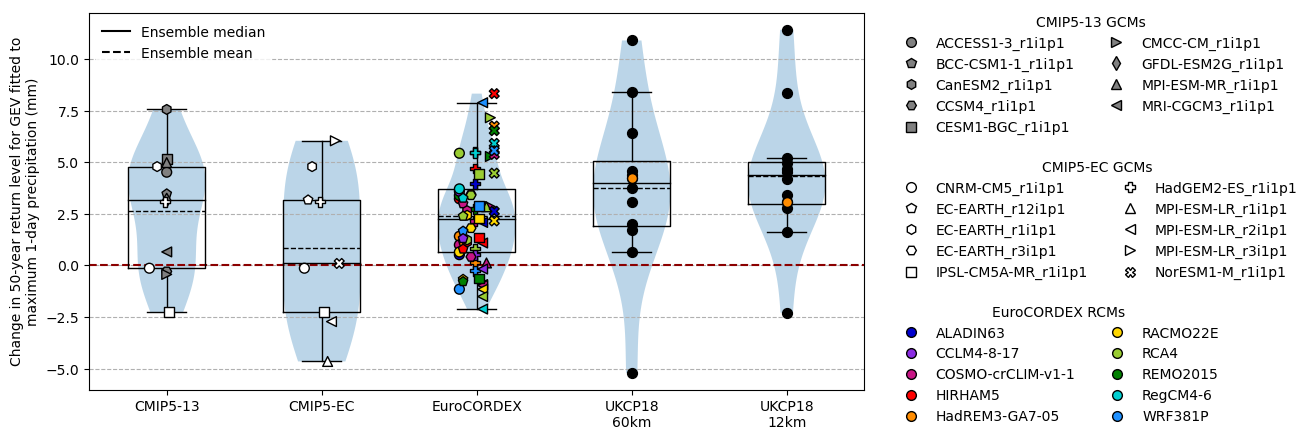 Change in 50-year return level for GEV fitted to
maximum 1-day precipitation (mm)
10.0
7.5
5.0
2.5
0.0
−2.5
−5.0
Ensemble median
Ensemble mean
CMIP5-13
CMIP5-EC
EuroCORDEX
UKCP18
60km
UKCP18
12km
CMIP5-13 GCMs
ACCESS1-3_r1i1p1
BCC-CSM1-1_r1i1p1
CanESM2_r1i1p1
CCSM4_r1i1p1
CESM1-BGC_r1i1p1
CMCC-CM_r1i1p1
GFDL-ESM2G_r1i1p1
MPI-ESM-MR_r1i1p1
MRI-CGCM3_r1i1p1
CMIP5-EC GCMs
CNRM-CM5_r1i1p1
EC-EARTH_r12i1p1
EC-EARTH_r1i1p1
EC-EARTH_r3i1p1
IPSL-CM5A-MR_r1i1p1
HadGEM2-ES_r1i1p1
MPI-ESM-LR_r1i1p1
MPI-ESM-LR_r2i1p1
MPI-ESM-LR_r3i1p1
NorESM1-M_r1i1p1
EuroCORDEX RCMs
ALADIN63
CCLM4-8-17
COSMO-crCLIM-v1-1
HIRHAM5
HadREM3-GA7-05
RACMO22E
RCA4
REMO2015
RegCM4-6
WRF381P